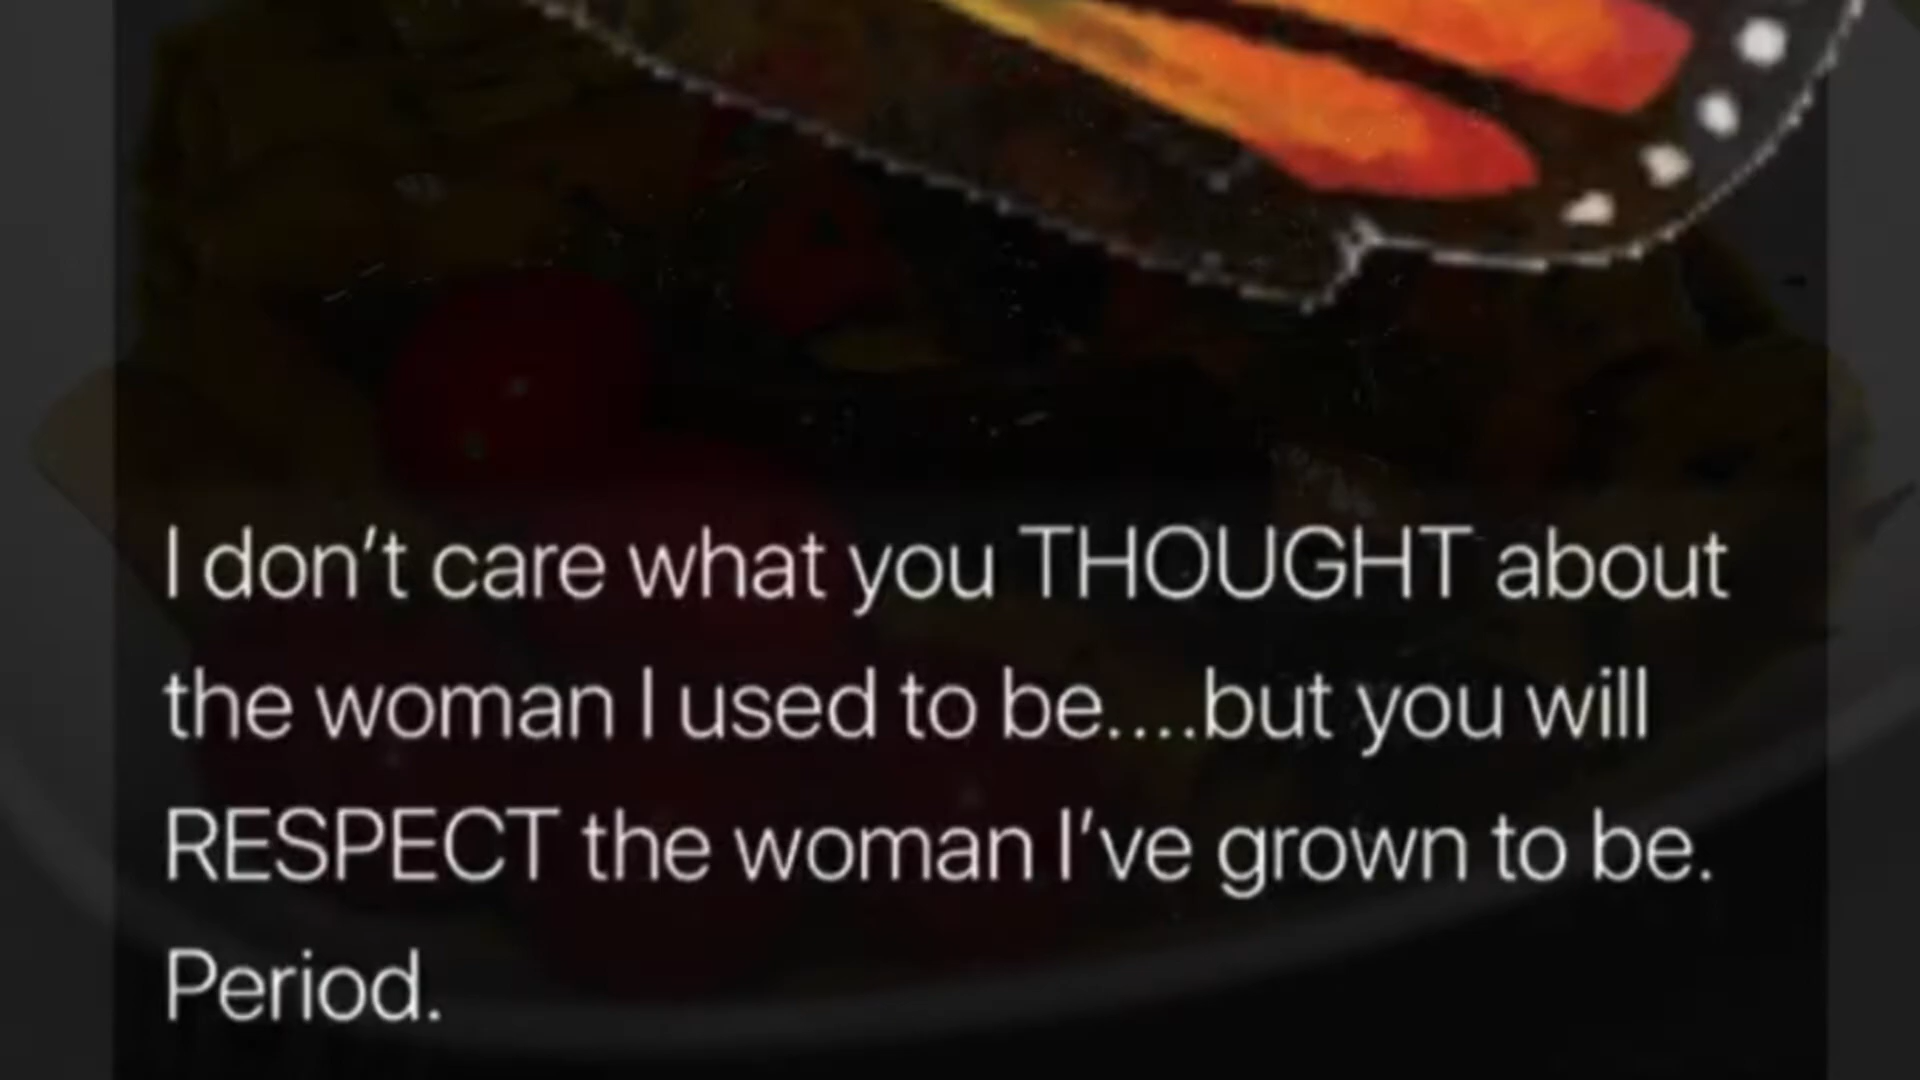 I don't care what you THOUGHT about
the woman I used to be....but you will
RESPECT the woman I've grown to be.
Period.